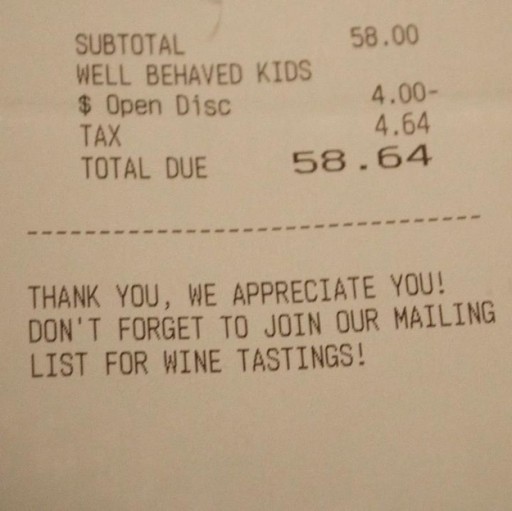 SUBTOTAL 58.00
WELL BEHAVED KIDS
$ Open Disc 4.00-
TAX 4.64
TOTAL DUE 58.64
--------------------------------
THANK YOU, WE APPRECIATE YOU!
DON'T FORGET TO JOIN OUR MAILING
LIST FOR WINE TASTINGS!